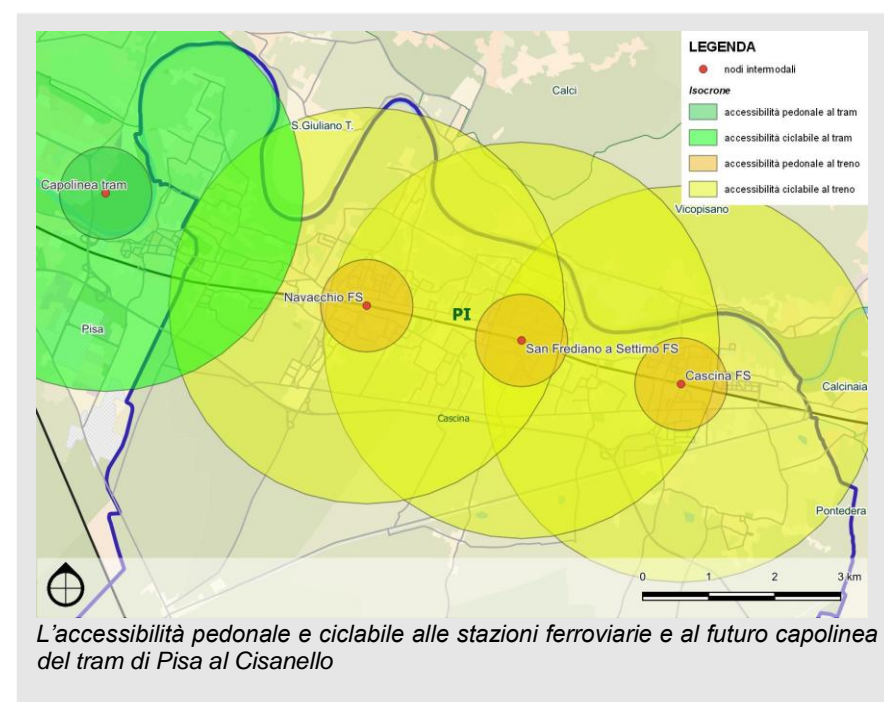 LEGENDA
nodi intermodali
Isocrone
accessibilità pedonale al tram
accessibilità ciclabile al tram
accessibilità pedonale al treno
accessibilità ciclabile al treno
Calci
S.Giuliano T.
Capolinea tram
Vicopisano
Navacchio FS
PI
Pisa
San Frediano a Settimo FS
Cascina FS
Calcinaia
Cascina
Pontedera
0 1 2 3 km
L'accessibilità pedonale e ciclabile alle stazioni ferroviarie e al futuro capolinea
del tram di Pisa al Cisanello